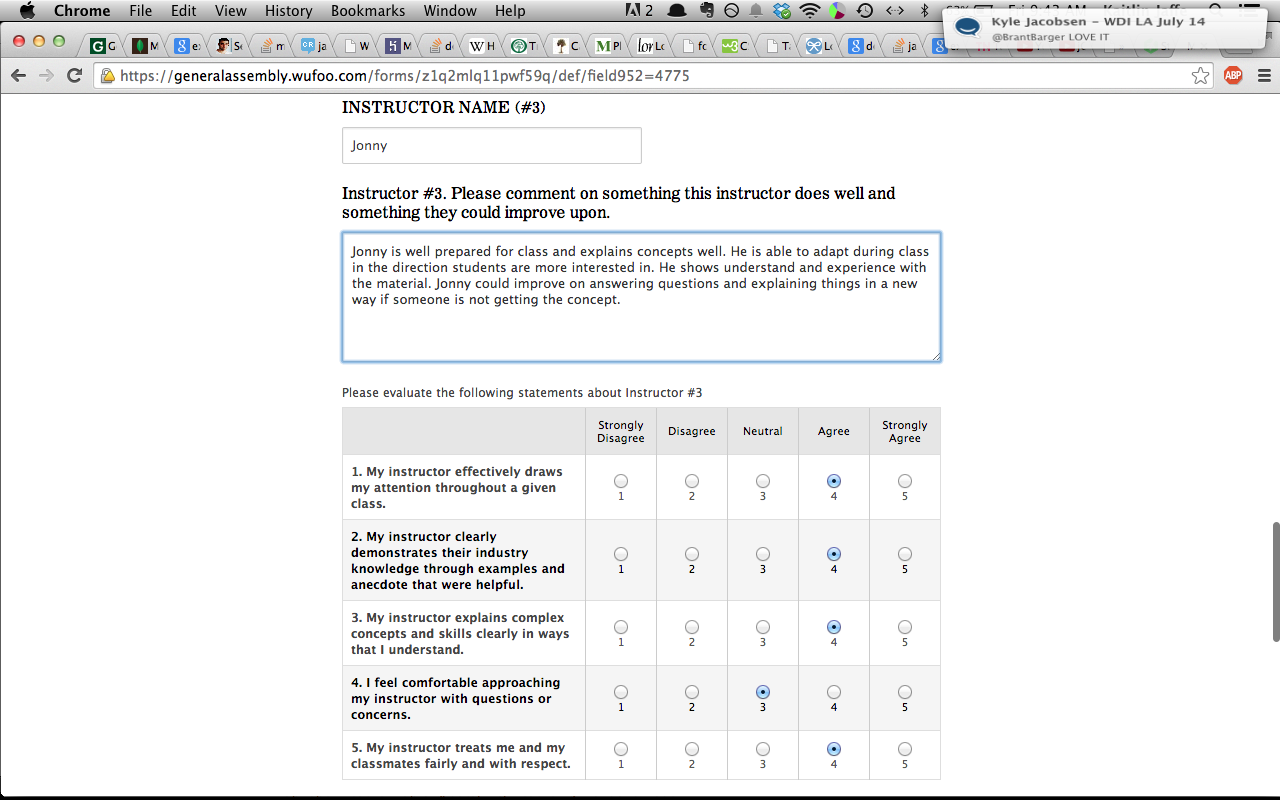 Chrome File Edit View History Bookmarks Window Help
2
Kyle Jacobsen – WDI LA July 14
@BrantBarger LOVE IT
https://generalassembly.wufoo.com/forms/z1q2mlq11pwf59q/def/field952=4775
ABP
INSTRUCTOR NAME (#3)
Jonny
Instructor #3. Please comment on something this instructor does well and
something they could improve upon.
Jonny is well prepared for class and explains concepts well. He is able to adapt during class
in the direction students are more interested in. He shows understand and experience with
the material. Jonny could improve on answering questions and explaining things in a new
way if someone is not getting the concept.
Please evaluate the following statements about Instructor #3
Strongly
Disagree
Disagree
Neutral
Agree
Strongly
Agree
1. My instructor effectively draws
my attention throughout a given
class.
1 2 3 4 5
2. My instructor clearly
demonstrates their industry
knowledge through examples and
anecdote that were helpful.
1 2 3 4 5
3. My instructor explains complex
concepts and skills clearly in ways
that I understand.
1 2 3 4 5
4. I feel comfortable approaching
my instructor with questions or
concerns.
1 2 3 4 5
5. My instructor treats me and my
classmates fairly and with respect.
1 2 3 4 5